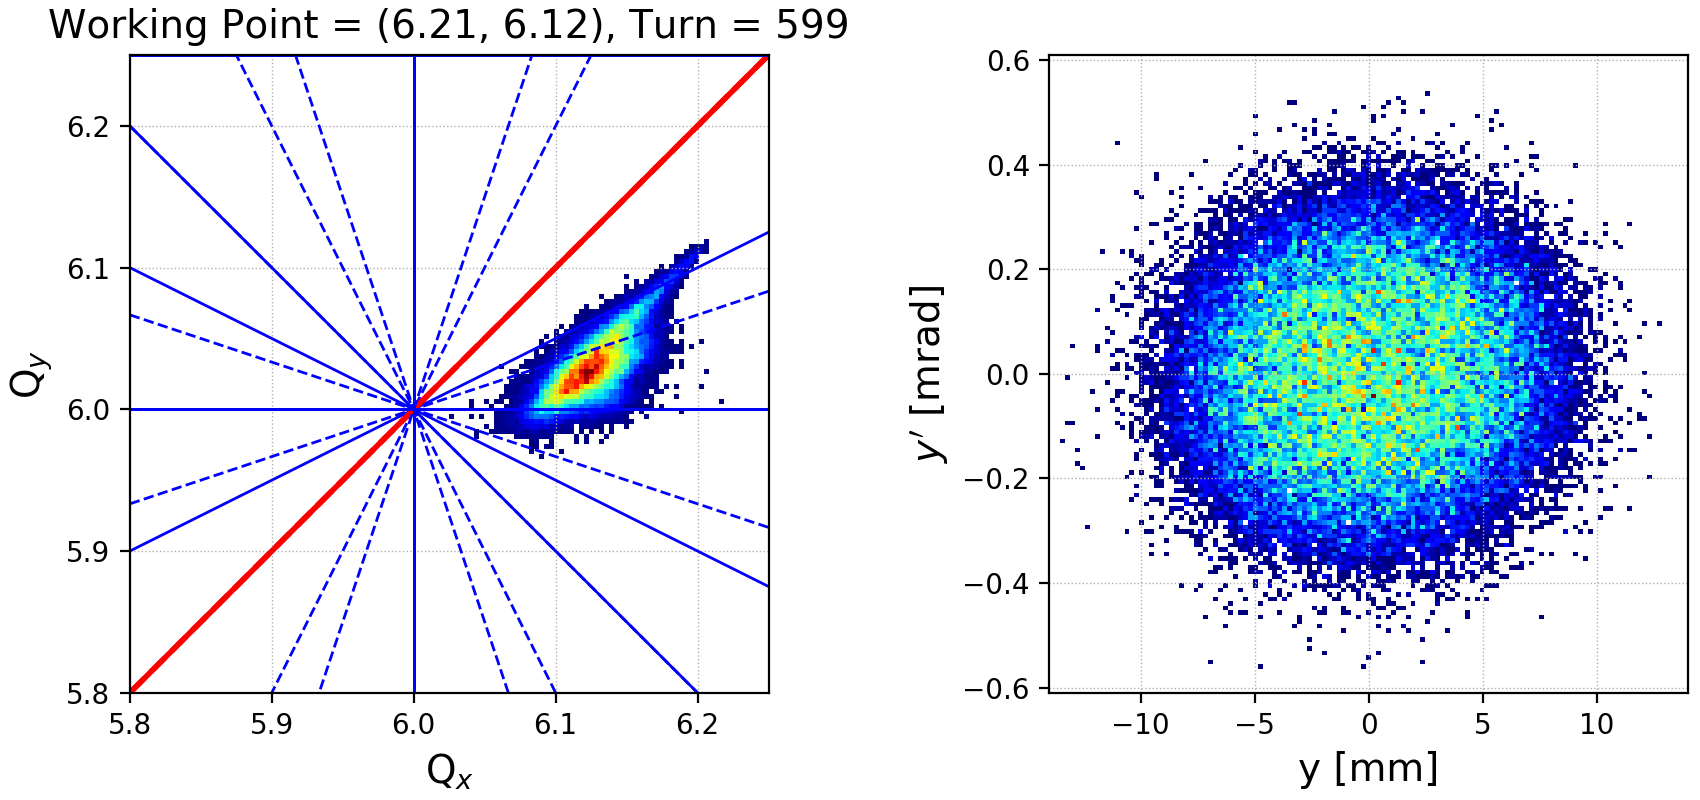 Working Point = (6.21, 6.12), Turn = 599
6.2
6.1
6.0
5.9
5.8
Qy
5.8 5.9 6.0 6.1 6.2
Qx
0.6
0.4
0.2
0.0
−0.2
−0.4
−0.6
y′ [mrad]
−10 −5 0 5 10
y [mm]